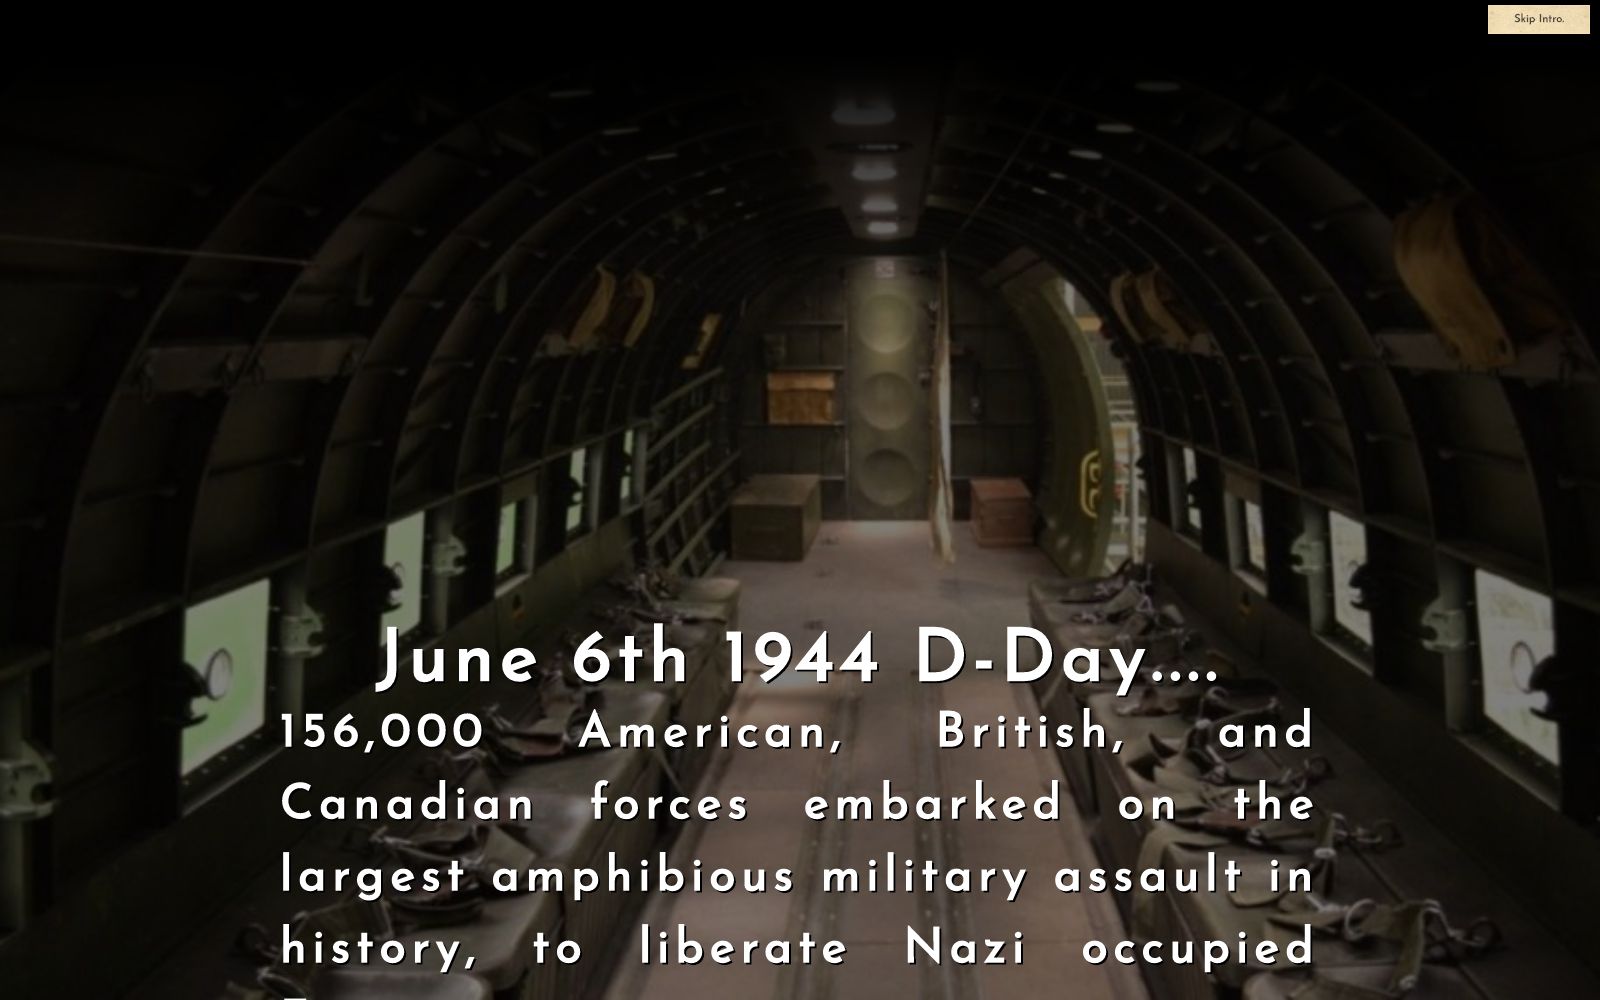 Skip Intro.
June 6th 1944 D-Day....
156,000 American, British, and
Canadian forces embarked on the
largest amphibious military assault in
history, to liberate Nazi occupied